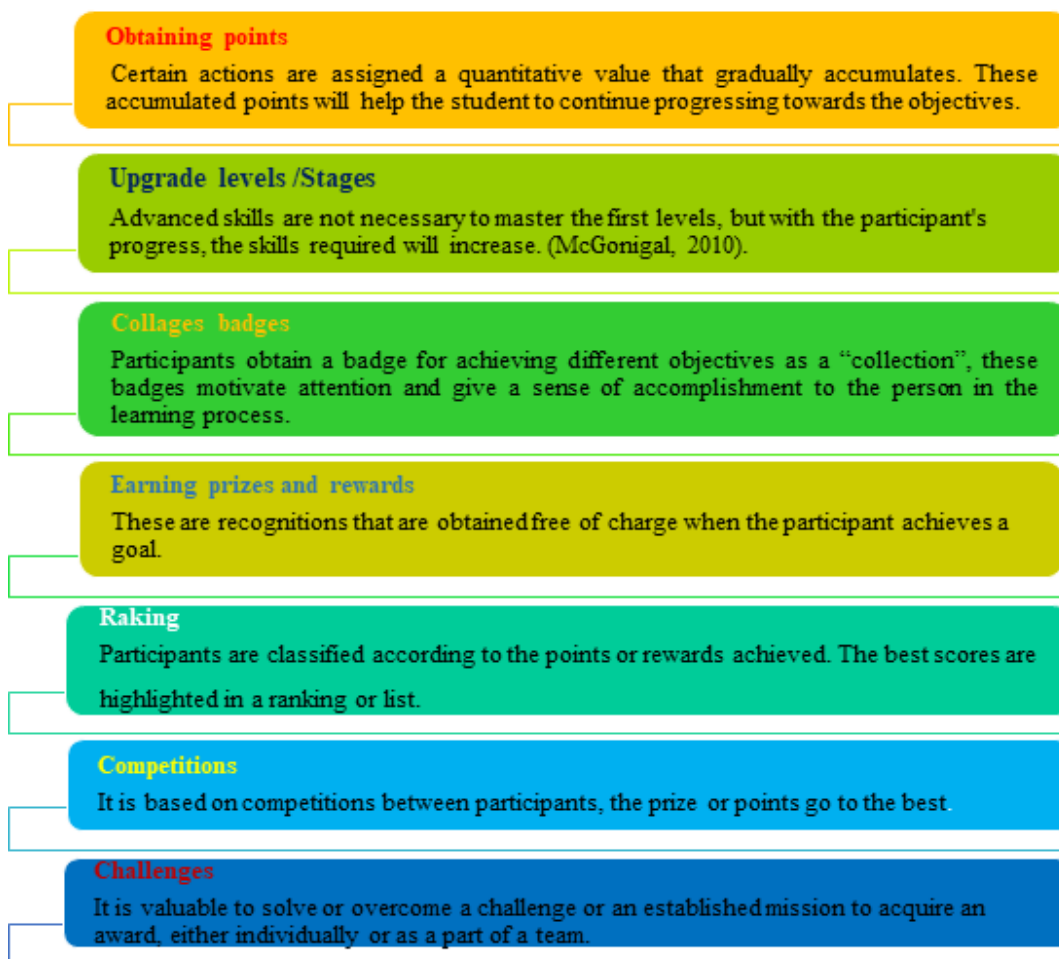 Obtaining points
Certain actions are assigned a quantitative value that gradually accumulates. These
accumulated points will help the student to continue progressing towards the objectives.
Upgrade levels /Stages
Advanced skills are not necessary to master the first levels, but with the participant's
progress, the skills required will increase. (McGonigal, 2010).
Collages badges
Participants obtain a badge for achieving different objectives as a “collection”, these
badges motivate attention and give a sense of accomplishment to the person in the
learning process.
Earning prizes and rewards
These are recognitions that are obtained free of charge when the participant achieves a
goal.
Raking
Participants are classified according to the points or rewards achieved. The best scores are
highlighted in a ranking or list.
Competitions
It is based on competitions between participants, the prize or points go to the best.
Challenges
It is valuable to solve or overcome a challenge or an established mission to acquire an
award, either individually or as a part of a team.